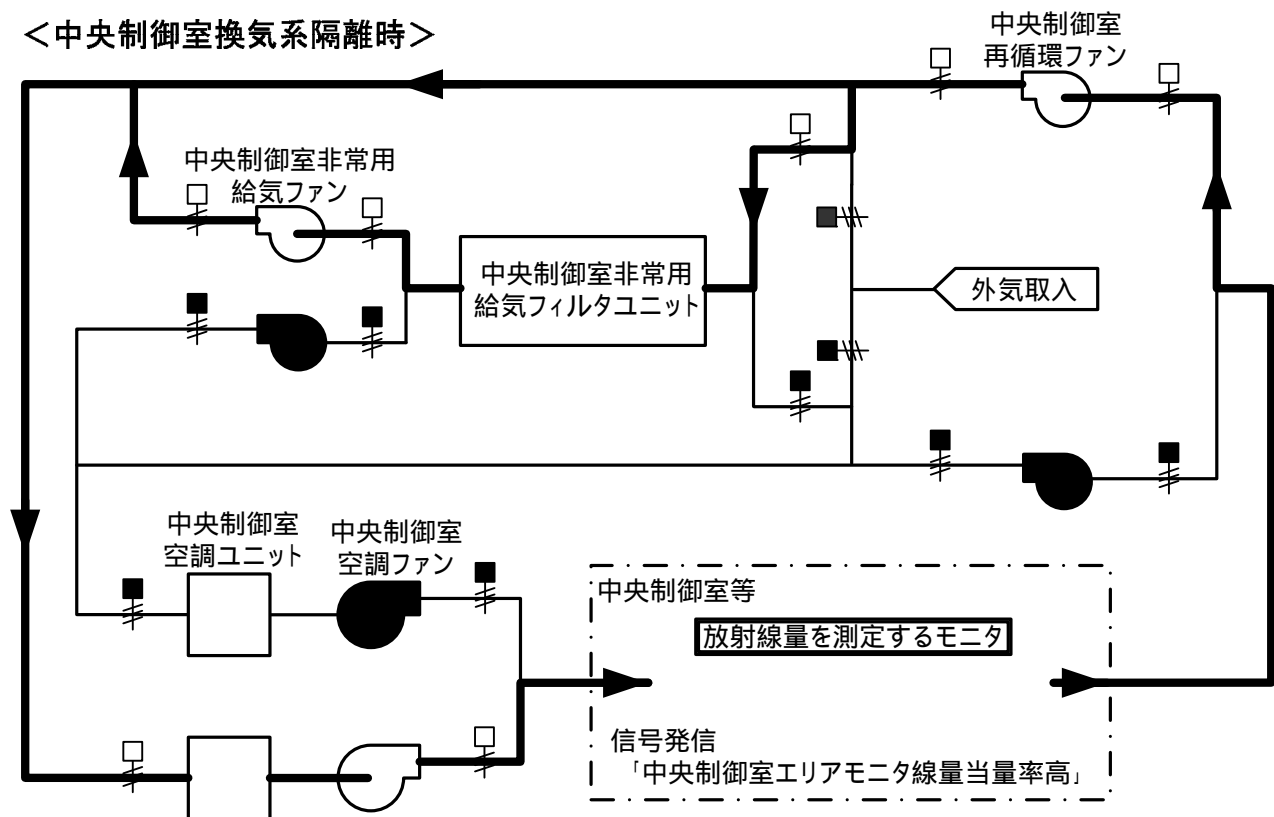 ＜中央制御室換気系隔離時＞
中央制御室
再循環ファン
中央制御室非常用
給気ファン
中央制御室非常用
給気フィルタユニット
外気取入
中央制御室
空調ユニット
中央制御室
空調ファン
中央制御室等
放射線量を測定するモニタ
信号発信
「中央制御室エリアモニタ線量当量率高」